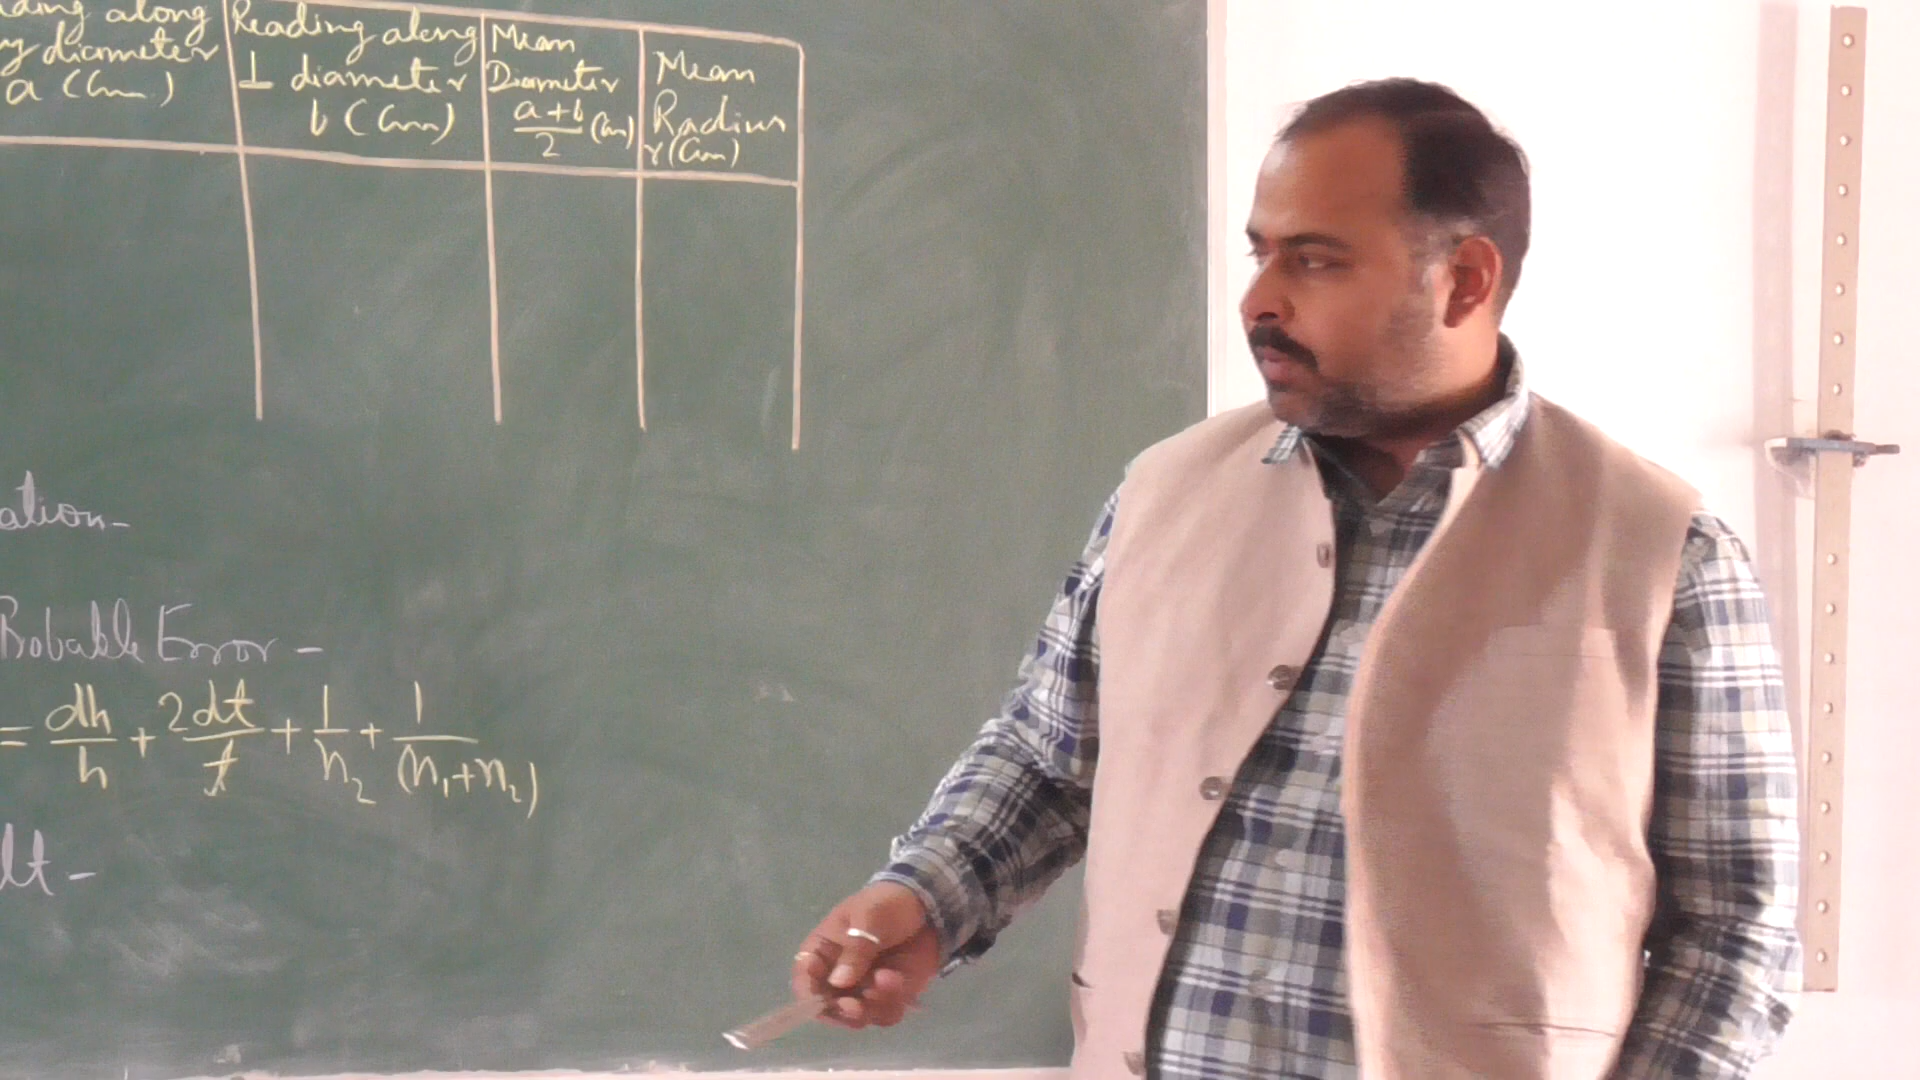 ding along
y diameter
a (Cm)
Reading along
⊥ diameter
b (Cm)
Mean
Diameter
a+b/2 (Cm)
Mean
Radius
r (Cm)
ation-
Probable Error -
= dh/h + 2dt/t + 1/n₂ + 1/(n₁+n₂)
lt -